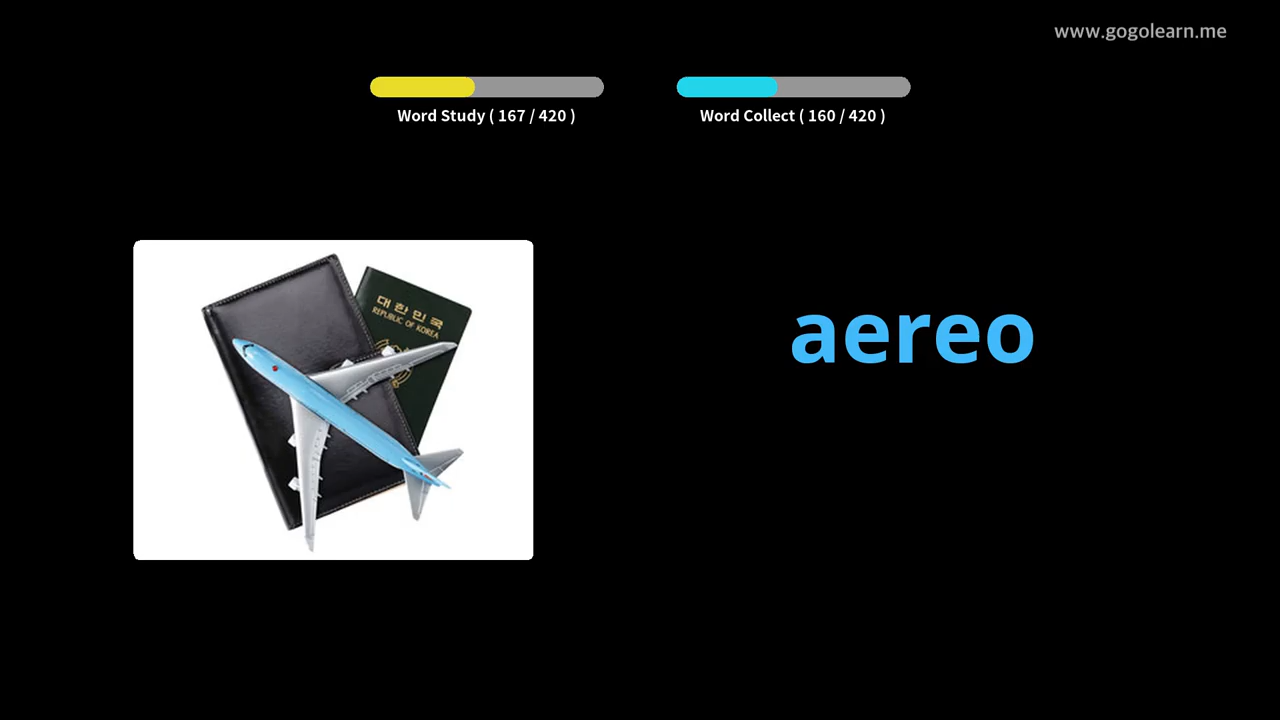 www.gogolearn.me
Word Study ( 167 / 420 )
Word Collect ( 160 / 420 )
대한민국
REPUBLIC OF KOREA
aereo